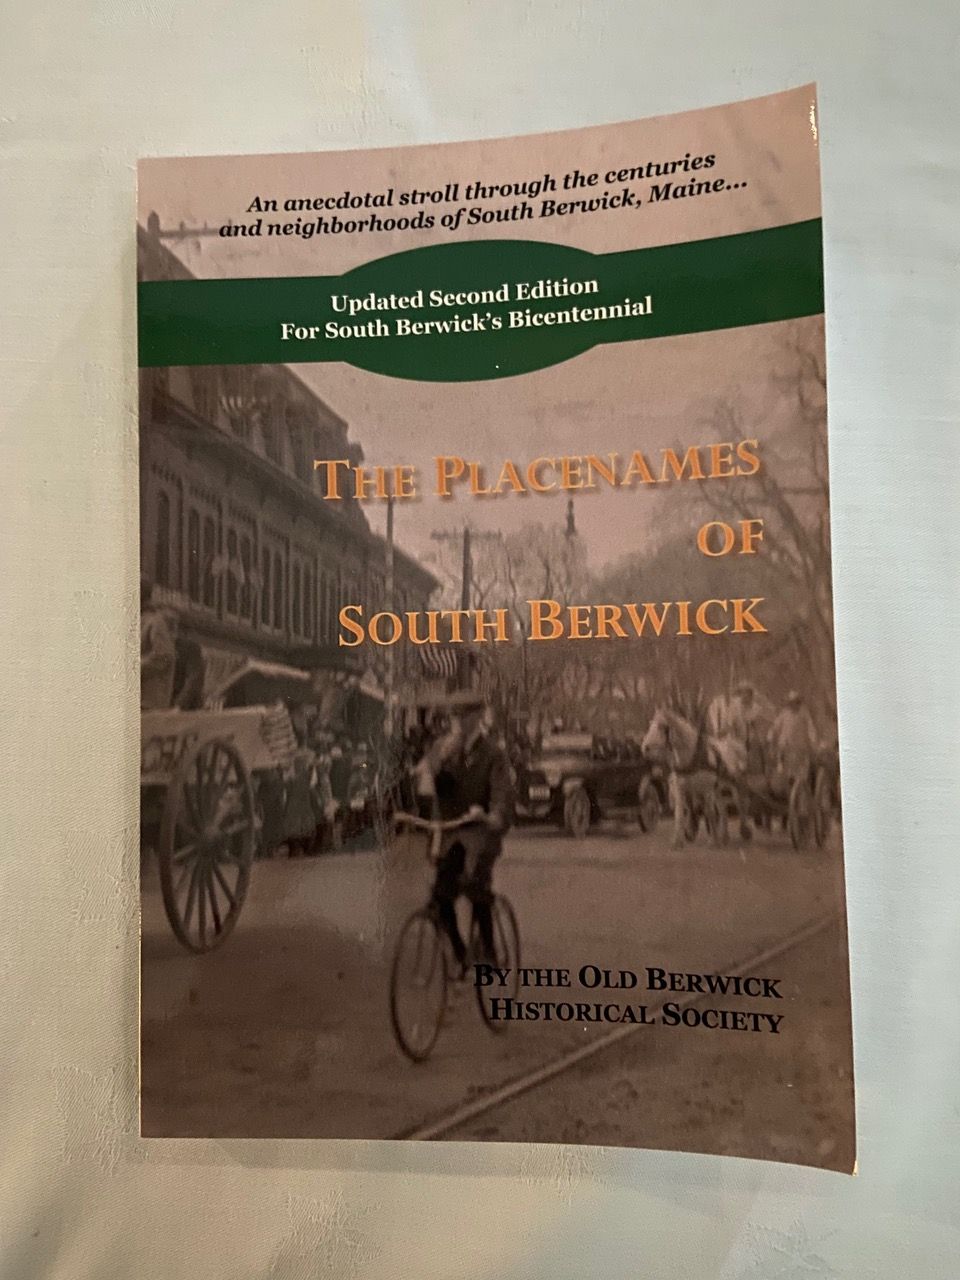 An anecdotal stroll through the centuries
and neighborhoods of South Berwick, Maine...
Updated Second Edition
For South Berwick's Bicentennial
The Placenames
of
South Berwick
By the Old Berwick
Historical Society